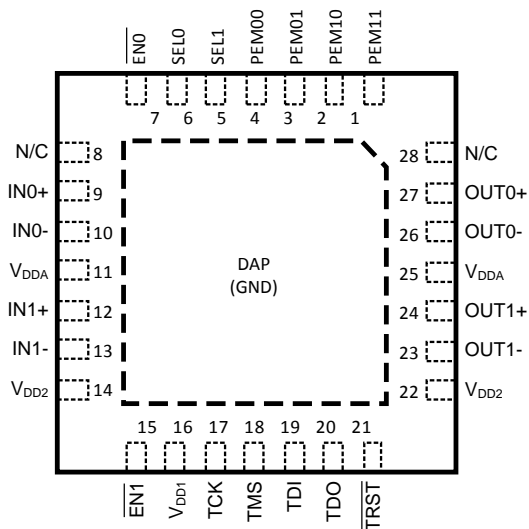 EN0 SEL0 SEL1 PEM00 PEM01 PEM10 PEM11
7 6 5 4 3 2 1
N/C 8 28 N/C
IN0+ 9 27 OUT0+
IN0- 10 26 OUT0-
VDDA 11 25 VDDA
DAP
(GND)
IN1+ 12 24 OUT1+
IN1- 13 23 OUT1-
VDD2 14 22 VDD2
15 16 17 18 19 20 21
EN1 VDD1 TCK TMS TDI TDO TRST